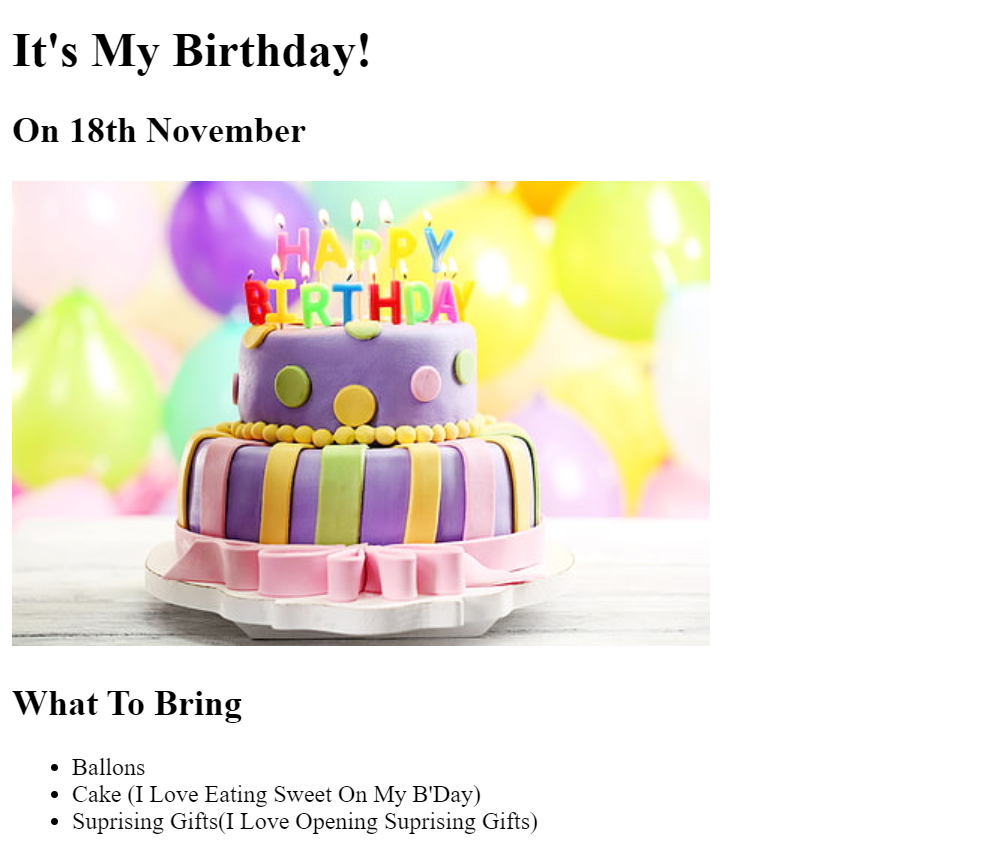 It's My Birthday!
On 18th November
HAPPY
BIRTHDAY
What To Bring
Ballons
Cake (I Love Eating Sweet On My B'Day)
Suprising Gifts(I Love Opening Suprising Gifts)